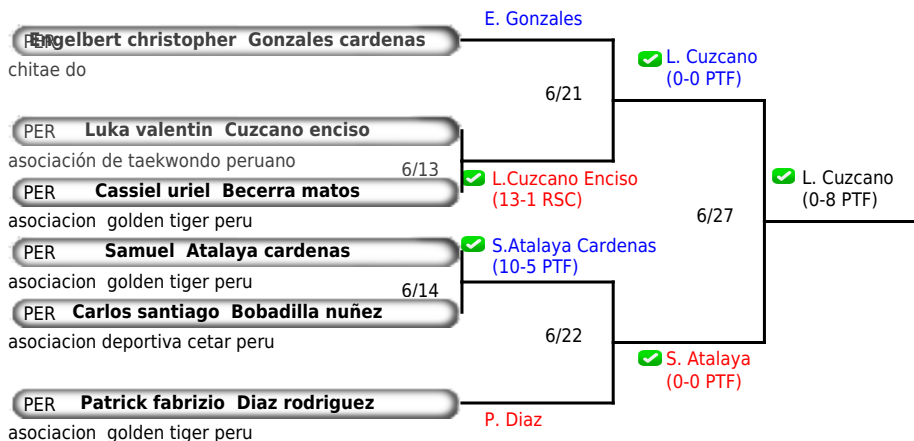 E. Gonzales
PER Engelbert christopher Gonzales cardenas
chitae do
L. Cuzcano
(0-0 PTF)
6/21
PER Luka valentin Cuzcano enciso
asociación de taekwondo peruano
6/13
L.Cuzcano Enciso
(13-1 RSC)
PER Cassiel uriel Becerra matos
asociacion golden tiger peru
L. Cuzcano
(0-8 PTF)
6/27
PER Samuel Atalaya cardenas
asociacion golden tiger peru
S.Atalaya Cardenas
(10-5 PTF)
6/14
PER Carlos santiago Bobadilla nuñez
asociacion deportiva cetar peru
6/22
S. Atalaya
(0-0 PTF)
PER Patrick fabrizio Diaz rodriguez
asociacion golden tiger peru
P. Diaz